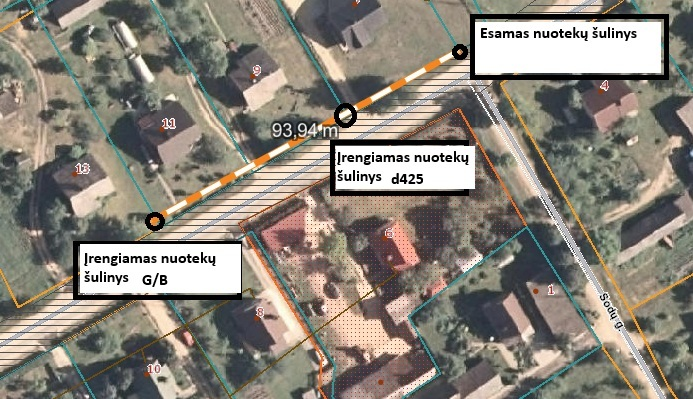 Esamas nuotekų šulinys
7
9
4
11
93,94 m
13
Įrengiamas nuotekų
šulinys d425
6
Įrengiamas nuotekų
šulinys G/B
1
8
Sodų g.
10